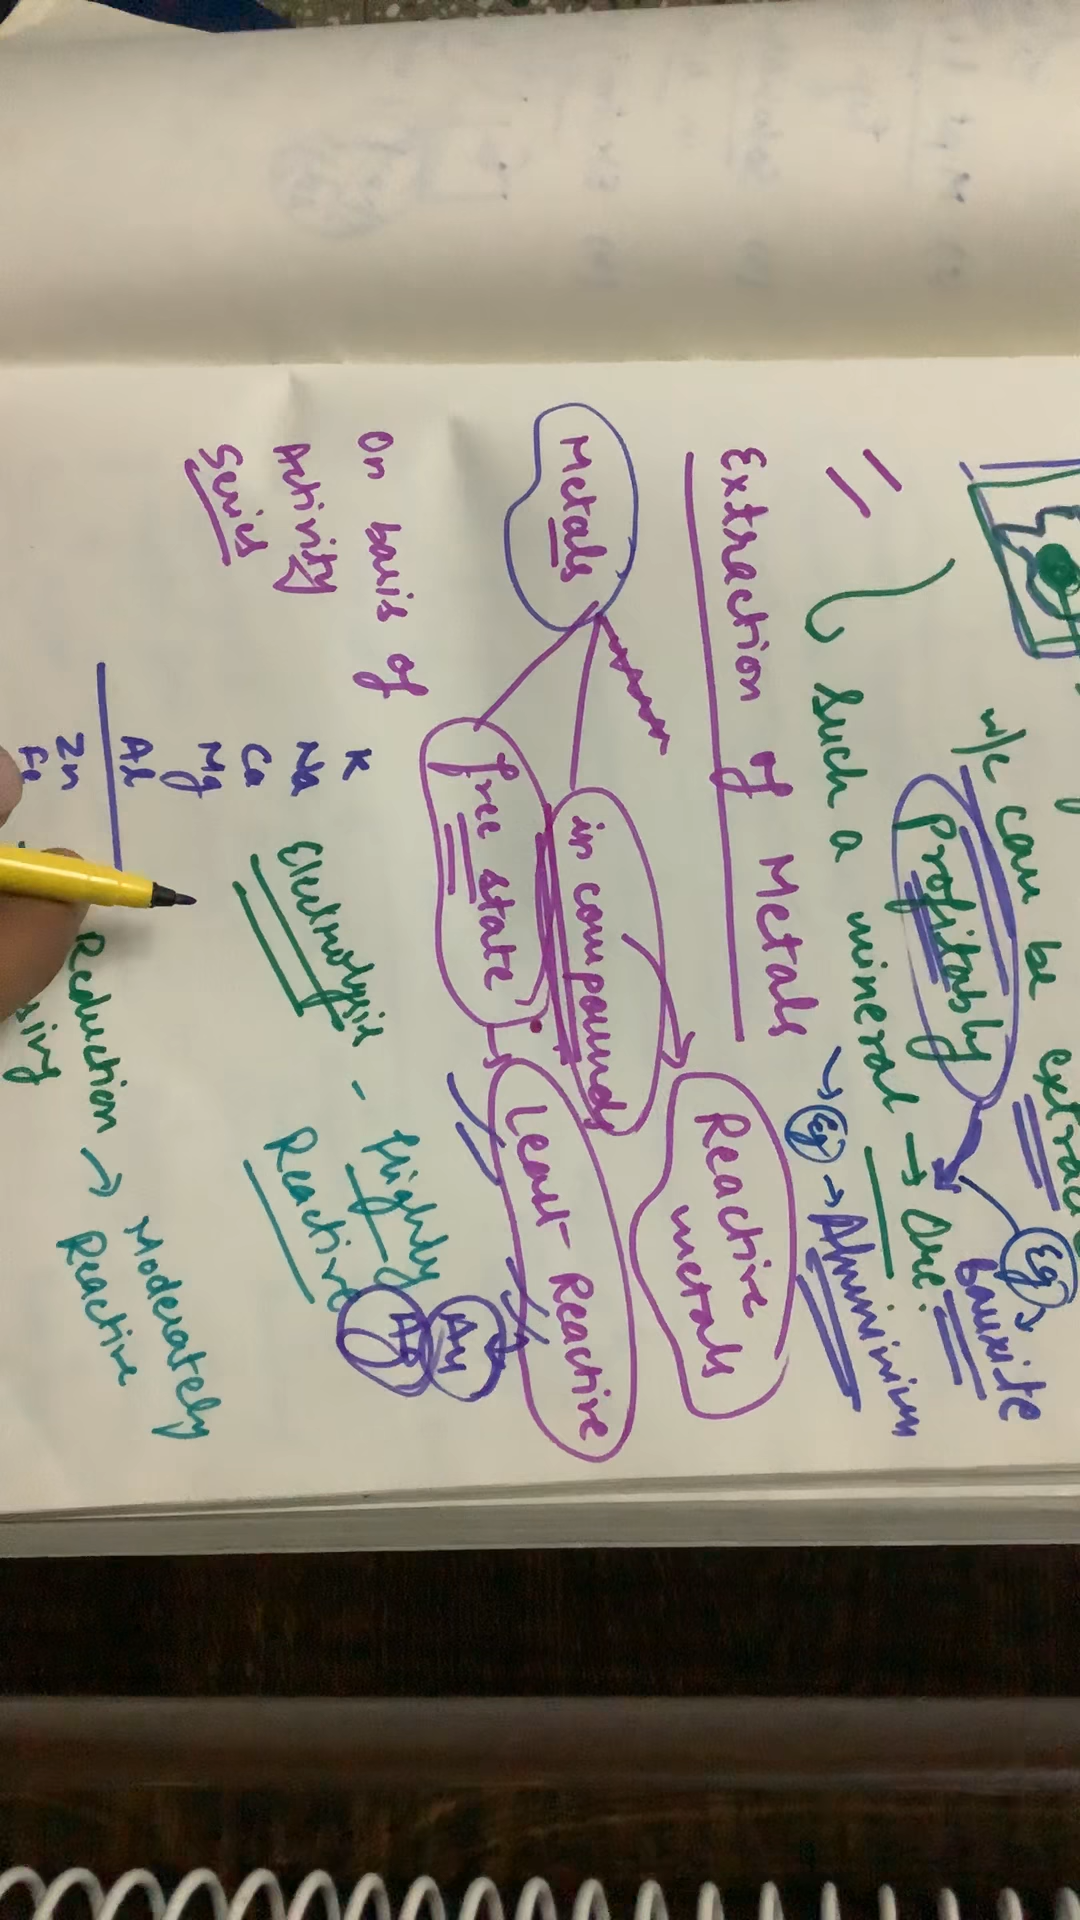 w/c can be extrac
Profitably
Eg
bauxite
Such a mineral → Ore.
Extraction of Metals
→ Eg → Aluminium
Metals
in compounds
Reactive
metals
free state
Least Reactive
Au
On basis of
Activity
Series
K
Na
Ca
Mg
Al
Zn
Fe
Electrolysis - Highly
Reactive
Reduction → Moderately
Reactive